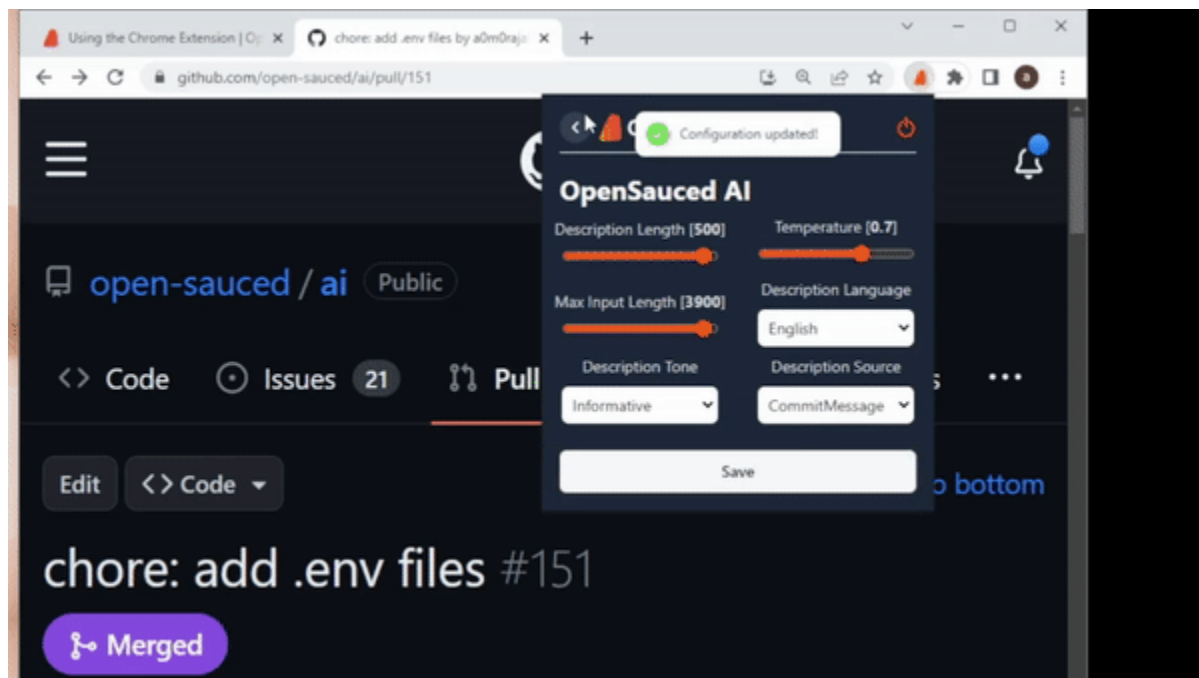 Using the Chrome Extension | Op
chore: add .env files by a0m0raja
github.com/open-sauced/ai/pull/151
Configuration updated!
OpenSauced AI
Description Length [500]
Temperature [0.7]
Max Input Length [3900]
Description Language
English
Description Tone
Description Source
Informative
CommitMessage
Save
open-sauced / ai Public
Code
Issues 21
Pull
Edit
Code
bottom
chore: add .env files #151
Merged